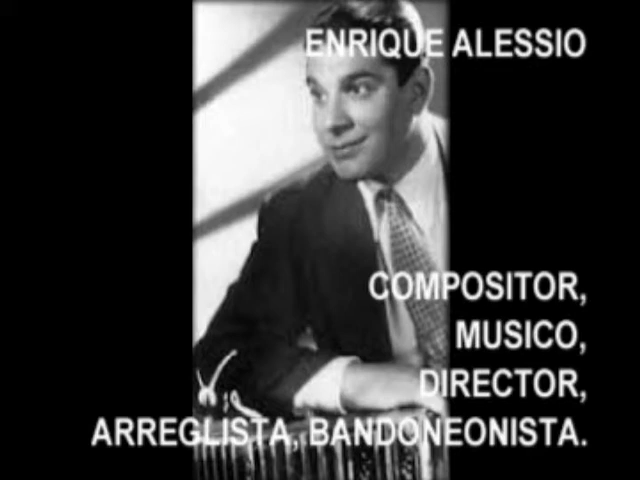 ENRIQUE ALESSIO
COMPOSITOR,
MUSICO,
DIRECTOR,
ARREGLISTA, BANDONEONISTA.